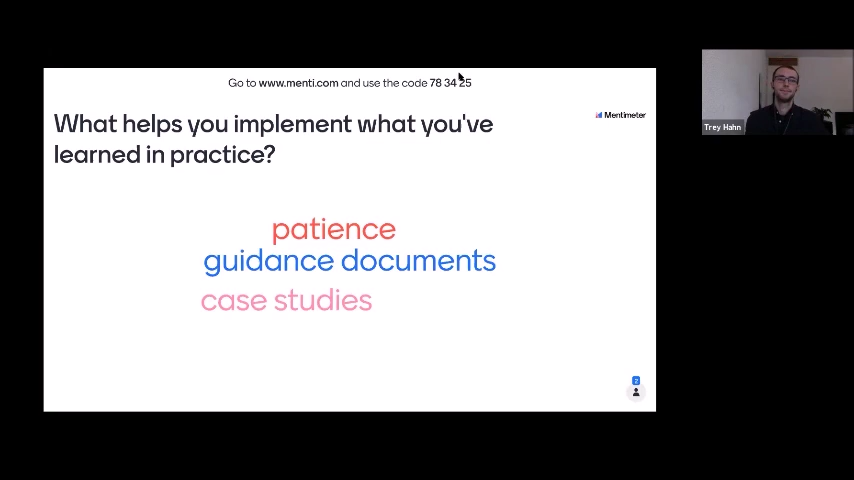 Go to www.menti.com and use the code 78 34 25
Mentimeter
What helps you implement what you've
learned in practice?
patience
guidance documents
case studies
2
Trey Hahn